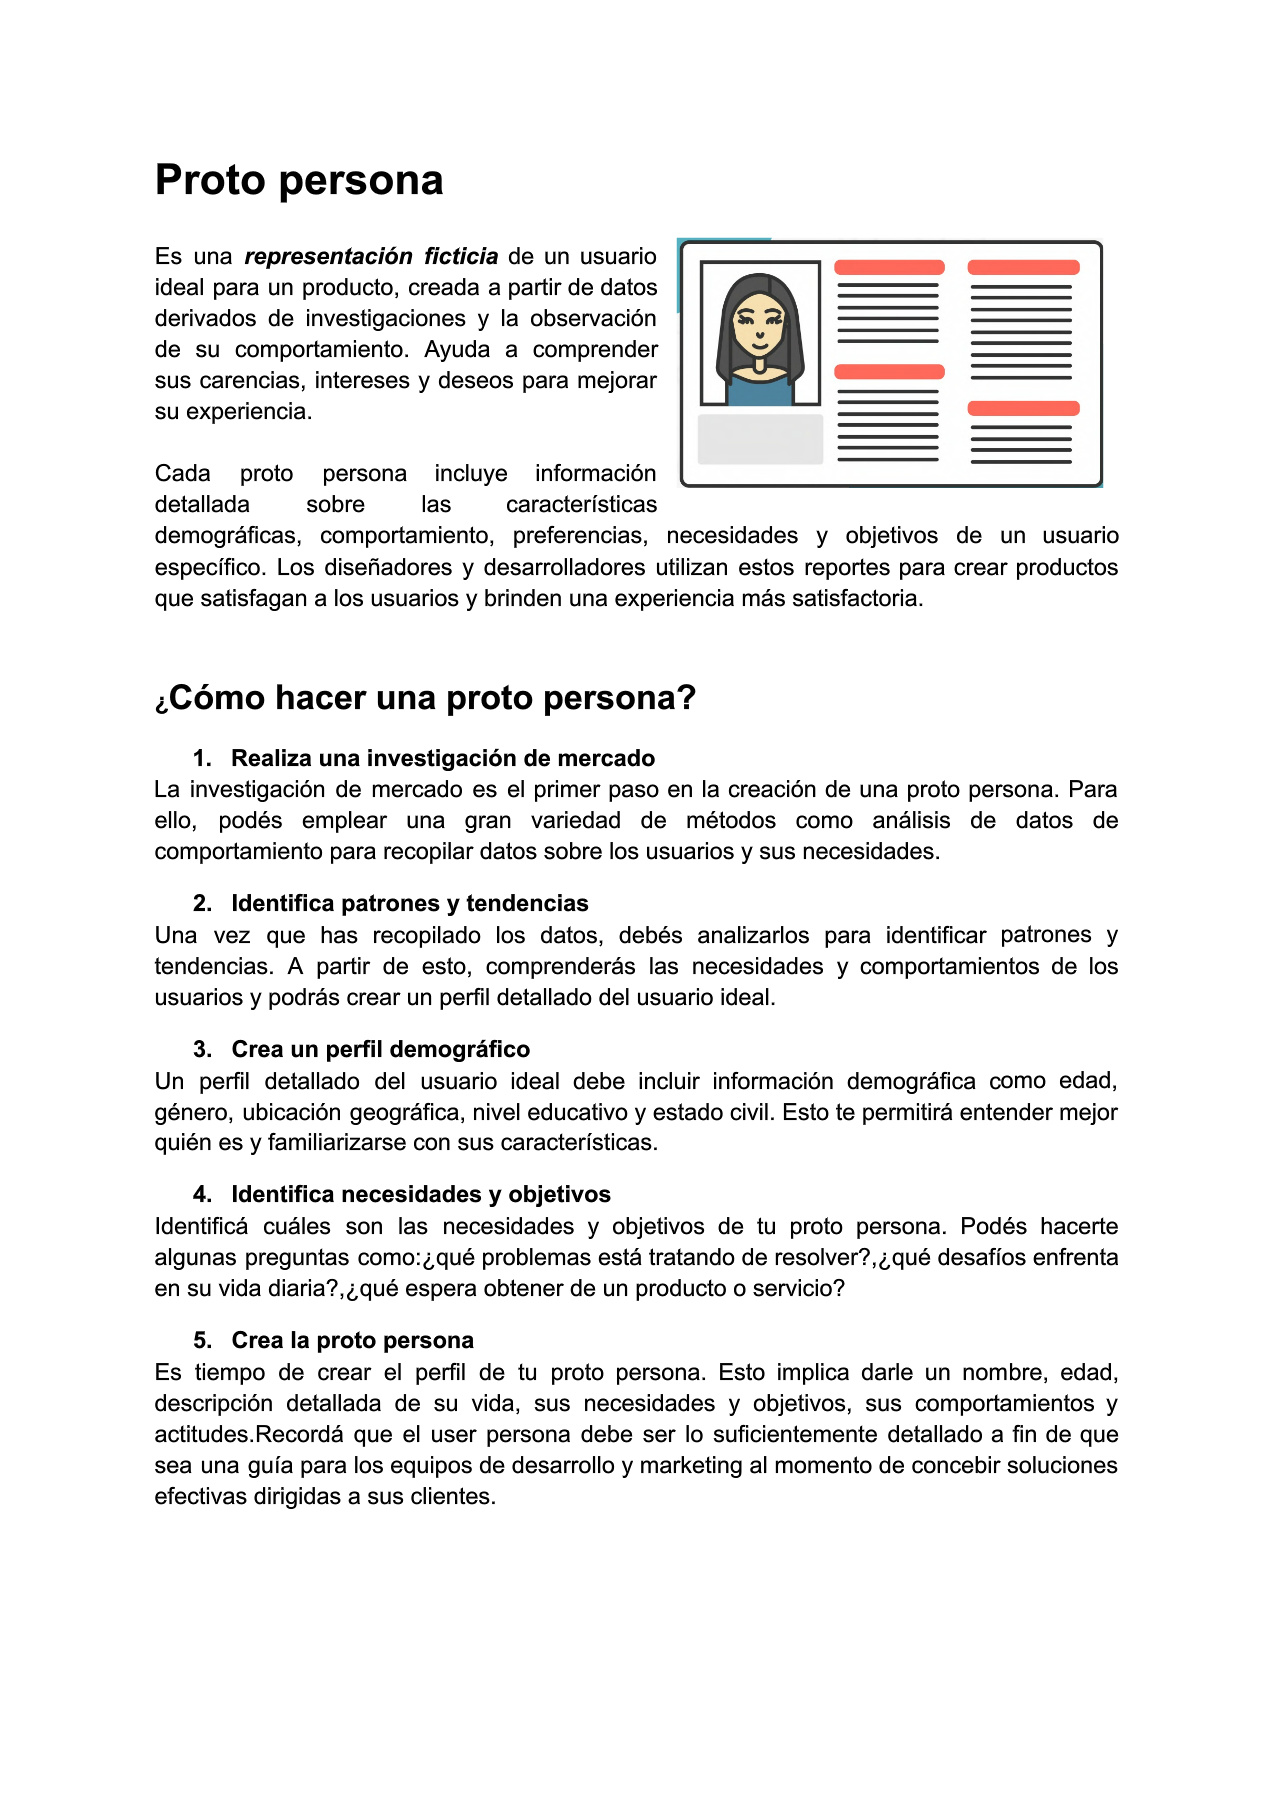 Proto persona
Es una representación ficticia de un usuario
ideal para un producto, creada a partir de datos
derivados de investigaciones y la observación
de su comportamiento. Ayuda a comprender
sus carencias, intereses y deseos para mejorar
su experiencia.
Cada proto persona incluye información
detallada sobre las características
demográficas, comportamiento, preferencias, necesidades y objetivos de un usuario
específico. Los diseñadores y desarrolladores utilizan estos reportes para crear productos
que satisfagan a los usuarios y brinden una experiencia más satisfactoria.
¿Cómo hacer una proto persona?
1. Realiza una investigación de mercado
La investigación de mercado es el primer paso en la creación de una proto persona. Para
ello, podés emplear una gran variedad de métodos como análisis de datos de
comportamiento para recopilar datos sobre los usuarios y sus necesidades.
2. Identifica patrones y tendencias
Una vez que has recopilado los datos, debés analizarlos para identificar patrones y
tendencias. A partir de esto, comprenderás las necesidades y comportamientos de los
usuarios y podrás crear un perfil detallado del usuario ideal.
3. Crea un perfil demográfico
Un perfil detallado del usuario ideal debe incluir información demográfica como edad,
género, ubicación geográfica, nivel educativo y estado civil. Esto te permitirá entender mejor
quién es y familiarizarse con sus características.
4. Identifica necesidades y objetivos
Identificá cuáles son las necesidades y objetivos de tu proto persona. Podés hacerte
algunas preguntas como:¿qué problemas está tratando de resolver?,¿qué desafíos enfrenta
en su vida diaria?,¿qué espera obtener de un producto o servicio?
5. Crea la proto persona
Es tiempo de crear el perfil de tu proto persona. Esto implica darle un nombre, edad,
descripción detallada de su vida, sus necesidades y objetivos, sus comportamientos y
actitudes.Recordá que el user persona debe ser lo suficientemente detallado a fin de que
sea una guía para los equipos de desarrollo y marketing al momento de concebir soluciones
efectivas dirigidas a sus clientes.